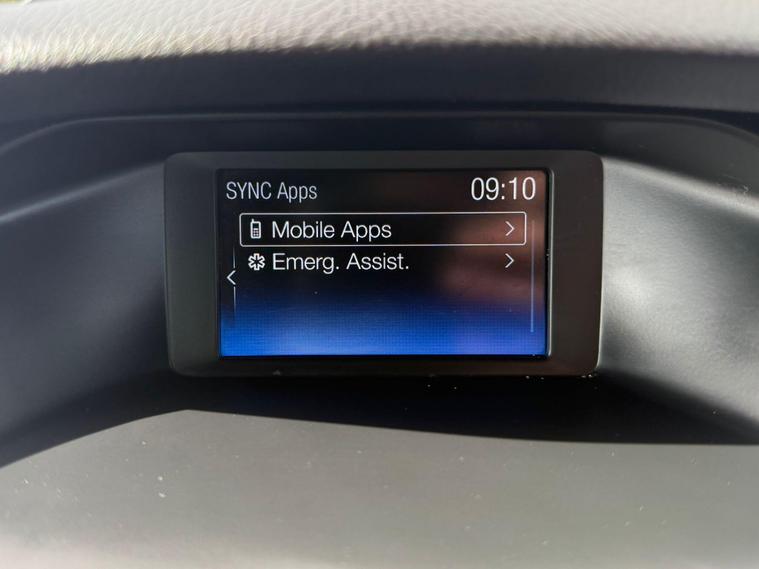 SYNC Apps 09:10
Mobile Apps
Emerg. Assist.